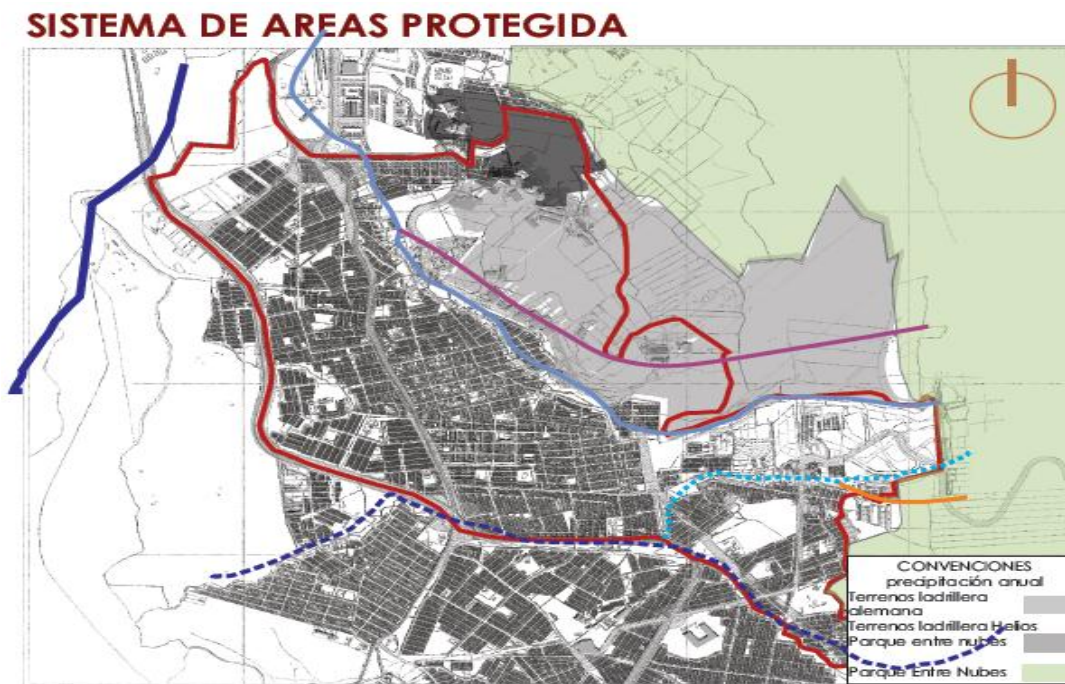 SISTEMA DE AREAS PROTEGIDA
CONVENCIONES
precipitación anual
Terrenos ladrillera
alemana
Terrenos ladrillera Helios
Parque entre nubes
Parque Entre Nubes